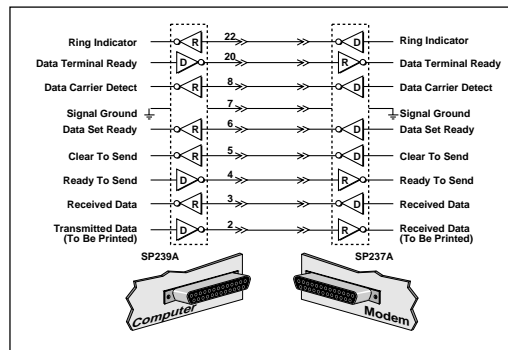 Ring Indicator R 22 D Ring Indicator
Data Terminal Ready D 20 R Data Terminal Ready
Data Carrier Detect R 8 D Data Carrier Detect
Signal Ground 7 Signal Ground
Data Set Ready R 6 D Data Set Ready
Clear To Send R 5 D Clear To Send
Ready To Send D 4 R Ready To Send
Received Data R 3 D Received Data
Transmitted Data D 2 R Received Data
(To Be Printed) (To Be Printed)
SP239A SP237A
Computer Modem